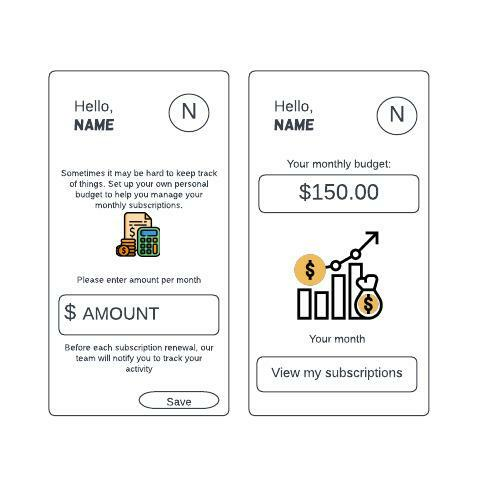 Hello,
NAME
N
Sometimes it may be hard to keep track
of things. Set up your own personal
budget to help you manage your
monthly subscriptions.
$
$
Please enter amount per month
$ AMOUNT
Before each subscription renewal, our
team will notify you to track your
activity
Save
Hello,
NAME
N
Your monthly budget:
$150.00
$
$
Your month
View my subscriptions